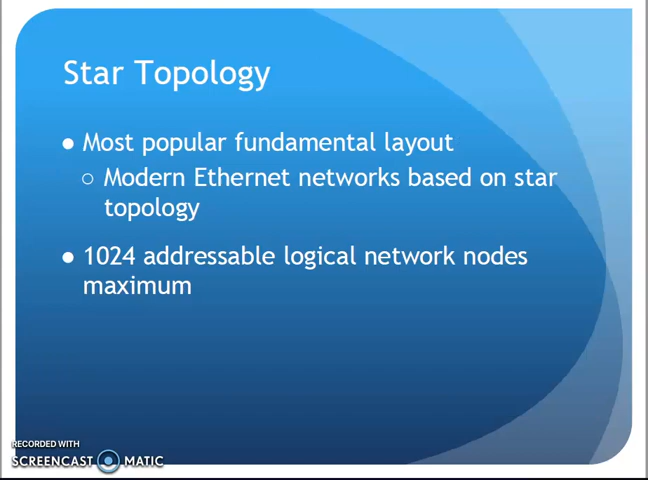 Star Topology
● Most popular fundamental layout
○ Modern Ethernet networks based on star
topology
● 1024 addressable logical network nodes
maximum
RECORDED WITH
SCREENCAST MATIC